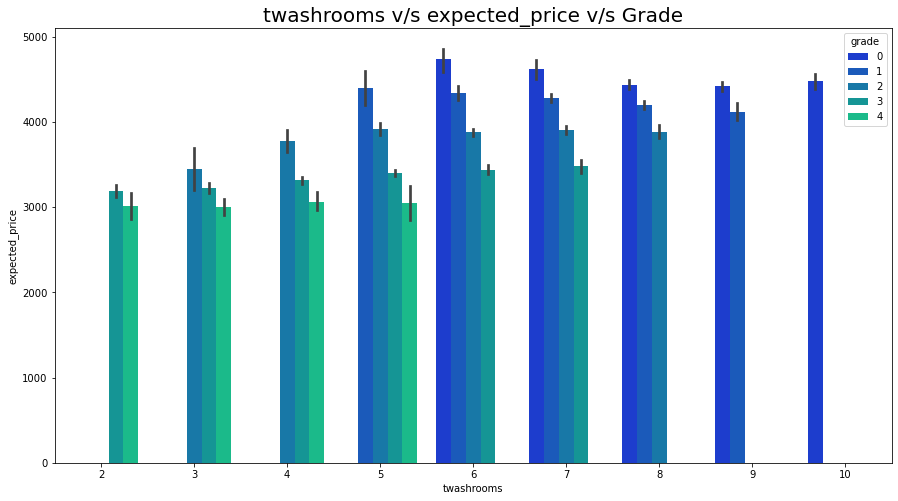 twashrooms v/s expected_price v/s Grade
grade
0
1
2
3
4
5000
4000
3000
2000
1000
0
expected_price
2 3 4 5 6 7 8 9 10
twashrooms